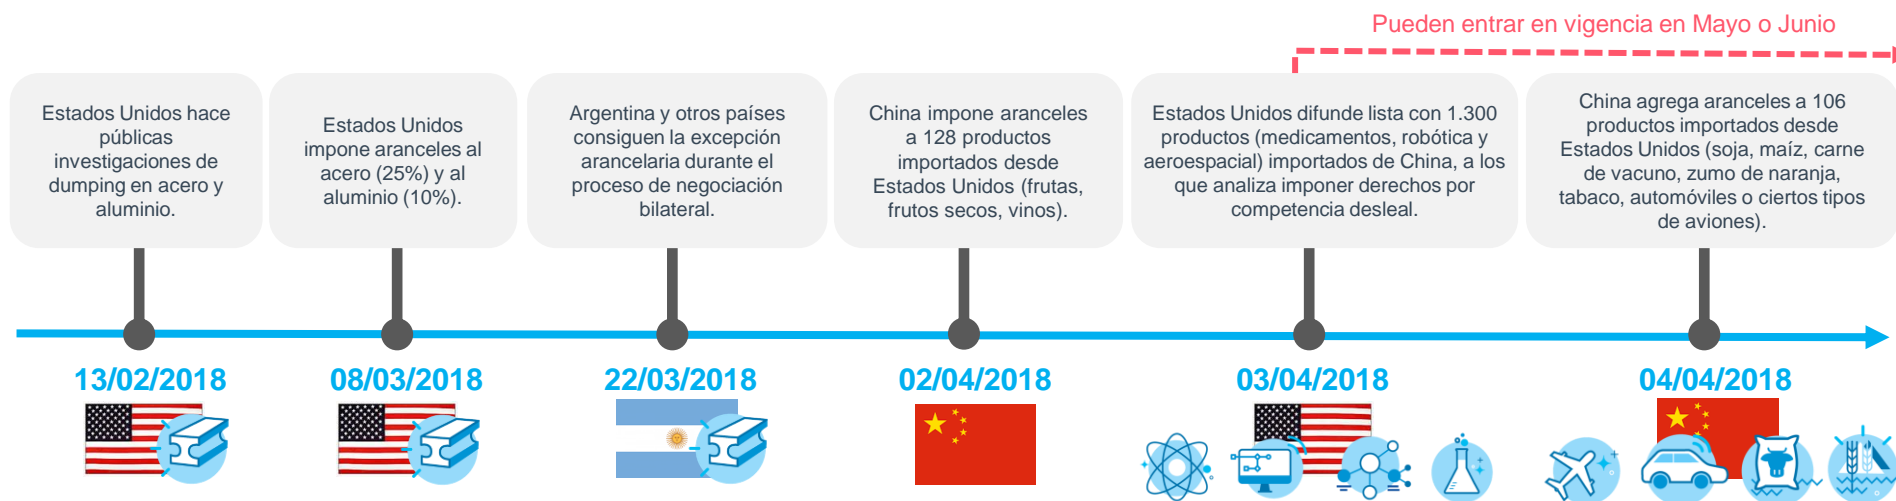 Pueden entrar en vigencia en Mayo o Junio
Estados Unidos hace
públicas
investigaciones de
dumping en acero y
aluminio.
Estados Unidos
impone aranceles al
acero (25%) y al
aluminio (10%).
Argentina y otros países
consiguen la excepción
arancelaria durante el
proceso de negociación
bilateral.
China impone aranceles
a 128 productos
importados desde
Estados Unidos (frutas,
frutos secos, vinos).
Estados Unidos difunde lista con 1.300
productos (medicamentos, robótica y
aeroespacial) importados de China, a los
que analiza imponer derechos por
competencia desleal.
China agrega aranceles a 106
productos importados desde
Estados Unidos (soja, maíz, carne
de vacuno, zumo de naranja,
tabaco, automóviles o ciertos tipos
de aviones).
13/02/2018
08/03/2018
22/03/2018
02/04/2018
03/04/2018
04/04/2018